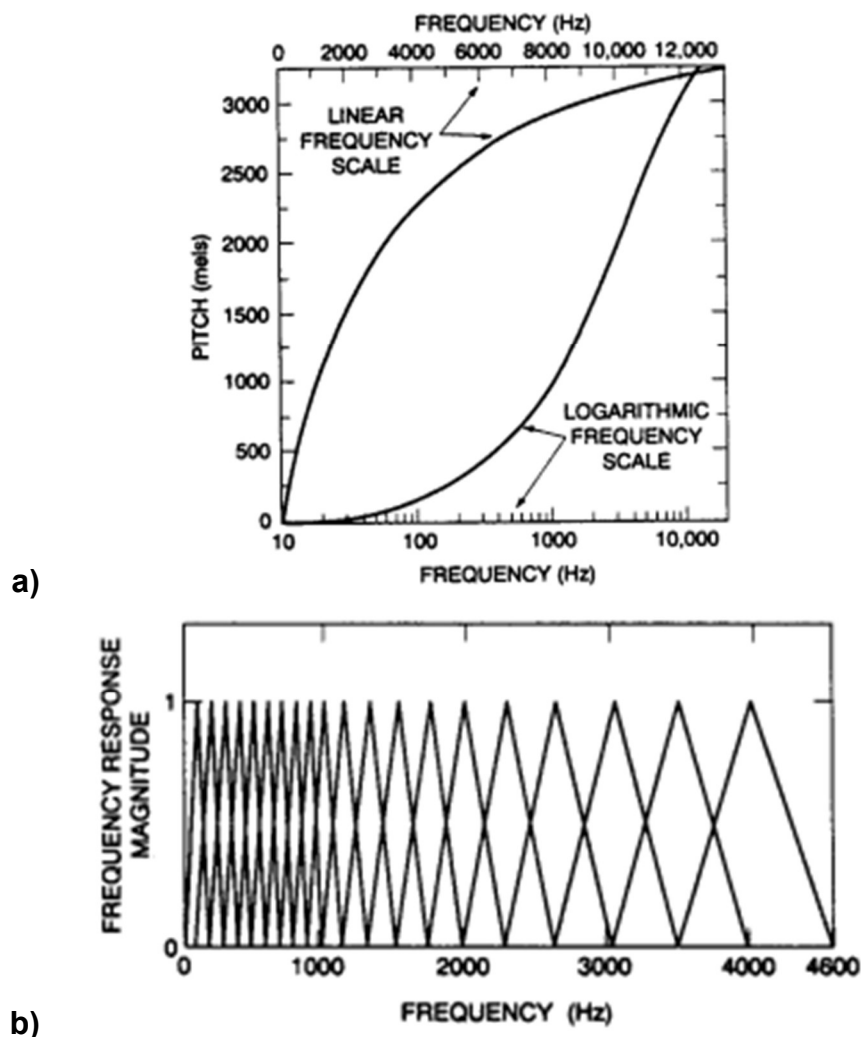 FREQUENCY (Hz)
0 2000 4000 6000 8000 10,000 12,000
3000
2500
2000
1500
1000
500
0
PITCH (mels)
LINEAR
FREQUENCY
SCALE
LOGARITHMIC
FREQUENCY
SCALE
10 100 1000 10,000
FREQUENCY (Hz)
a)
FREQUENCY RESPONSE
MAGNITUDE
1
0
0 1000 2000 3000 4000 4600
FREQUENCY (Hz)
b)